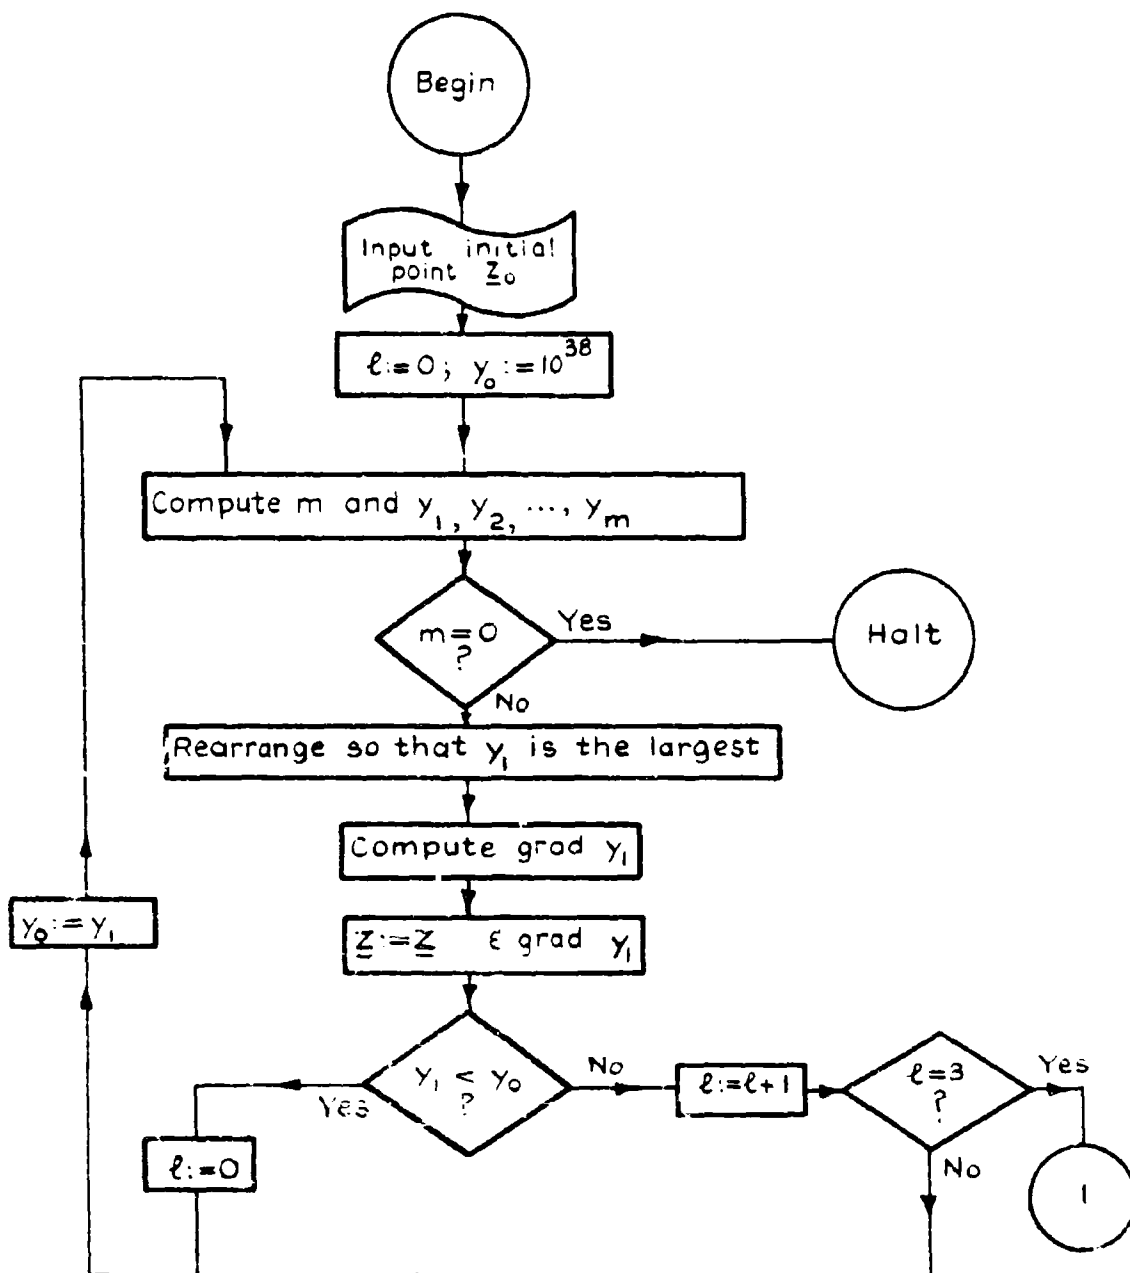 Begin
Input initial
point z₀
ℓ:=0; y₀:=10³⁸
Compute m and y₁, y₂, ..., yₘ
m=0
?
Yes
Halt
No
Rearrange so that y₁ is the largest
Compute grad y₁
y₀:=y₁
z:=z ε grad y₁
y₁ < y₀
?
Yes
No
ℓ:=ℓ+1
ℓ=3
?
Yes
No
ℓ:=0
1